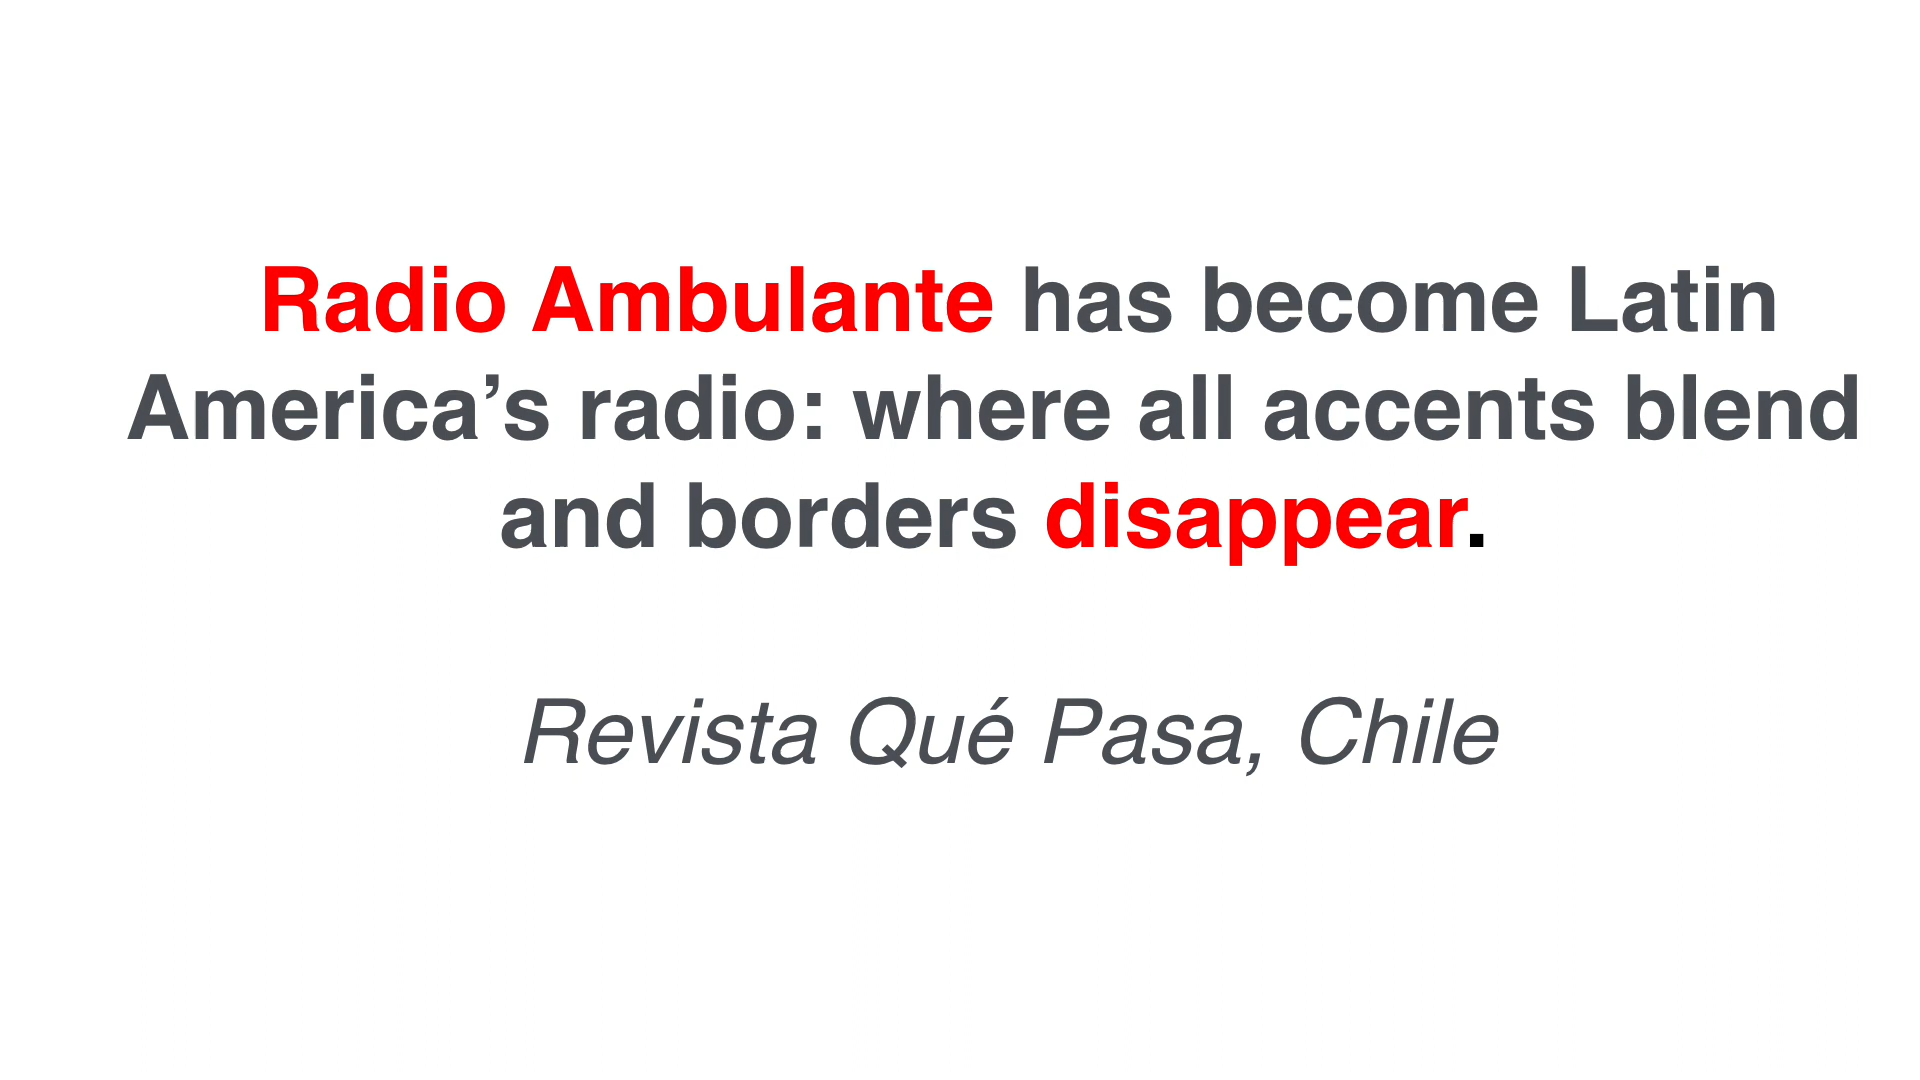 Radio Ambulante has become Latin
America’s radio: where all accents blend
and borders disappear.
Revista Qué Pasa, Chile